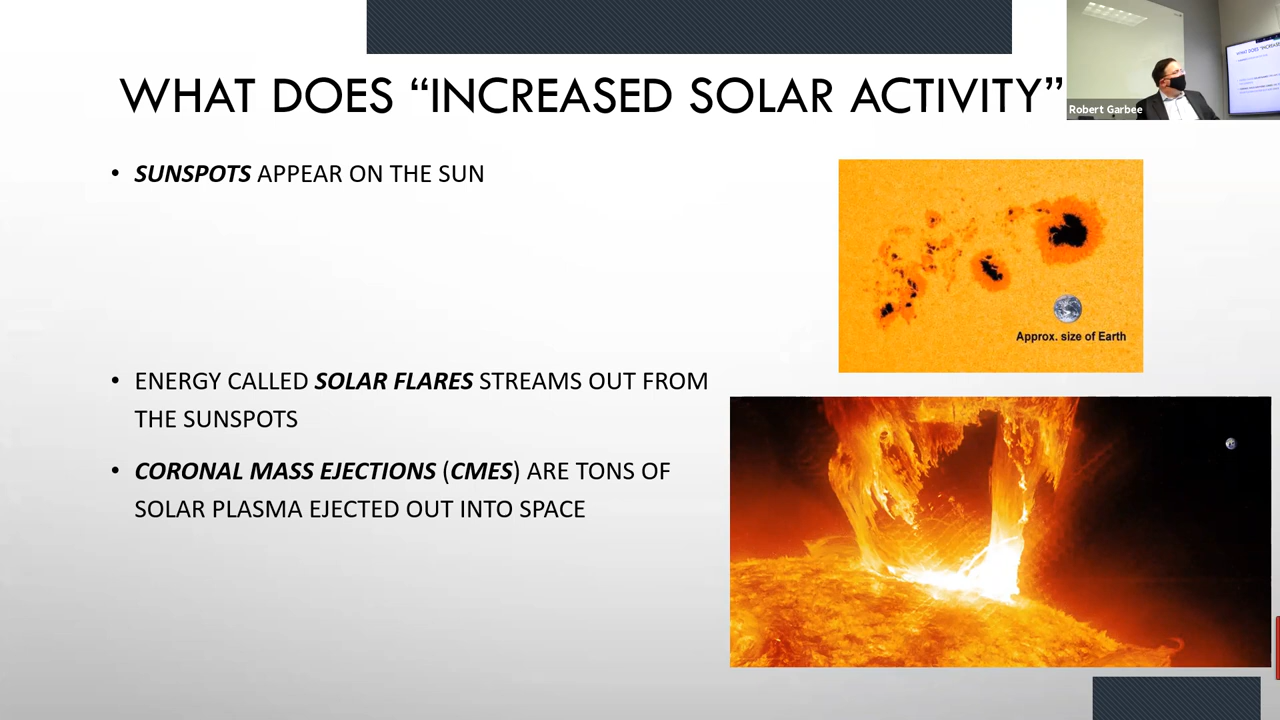 WHAT DOES “INCREASED SOLAR ACTIVITY”
Robert Garbee
• SUNSPOTS APPEAR ON THE SUN
Approx. size of Earth
• ENERGY CALLED SOLAR FLARES STREAMS OUT FROM
THE SUNSPOTS
• CORONAL MASS EJECTIONS (CMES) ARE TONS OF
SOLAR PLASMA EJECTED OUT INTO SPACE